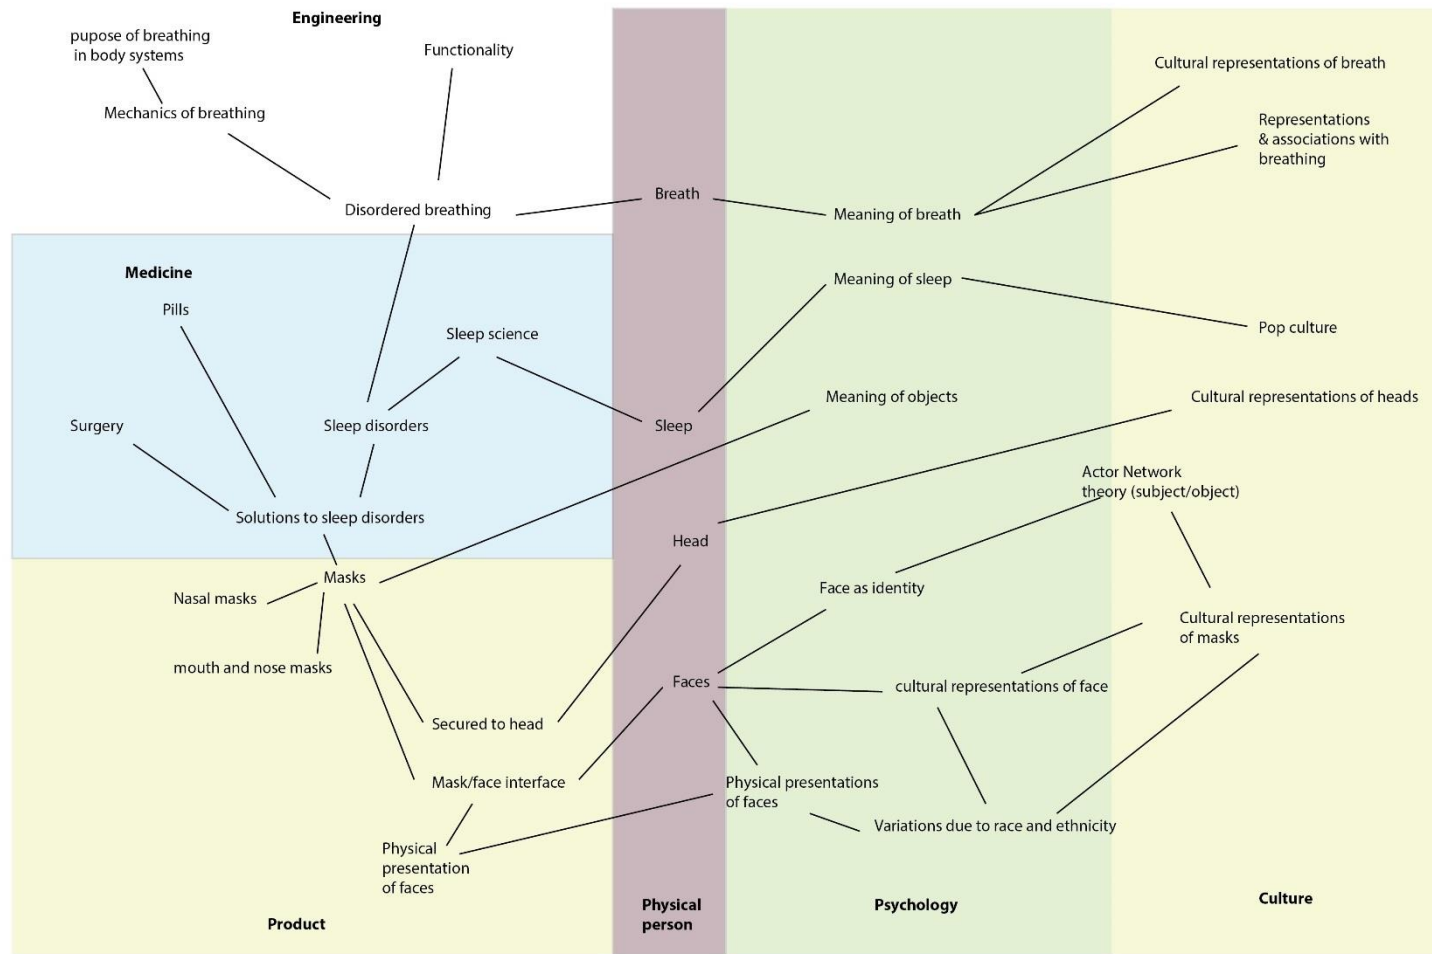 Engineering
pupose of breathing
in body systems
Functionality
Mechanics of breathing
Disordered breathing
Medicine
Pills
Sleep science
Surgery
Sleep disorders
Solutions to sleep disorders
Masks
Nasal masks
mouth and nose masks
Secured to head
Mask/face interface
Physical
presentation
of faces
Product
Breath
Sleep
Head
Faces
Physical
person
Meaning of breath
Meaning of sleep
Meaning of objects
Face as identity
cultural representations of face
Physical presentations
of faces
Variations due to race and ethnicity
Psychology
Cultural representations of breath
Representations
& associations with
breathing
Pop culture
Cultural representations of heads
Actor Network
theory (subject/object)
Cultural representations
of masks
Culture